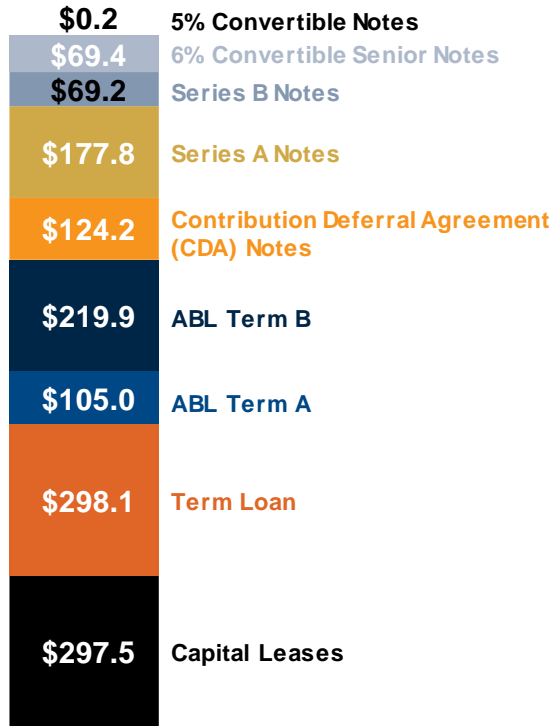 $0.2 5% Convertible Notes
$69.4 6% Convertible Senior Notes
$69.2 Series B Notes
$177.8 Series A Notes
$124.2 Contribution Deferral Agreement
(CDA) Notes
$219.9 ABL Term B
$105.0 ABL Term A
$298.1 Term Loan
$297.5 Capital Leases